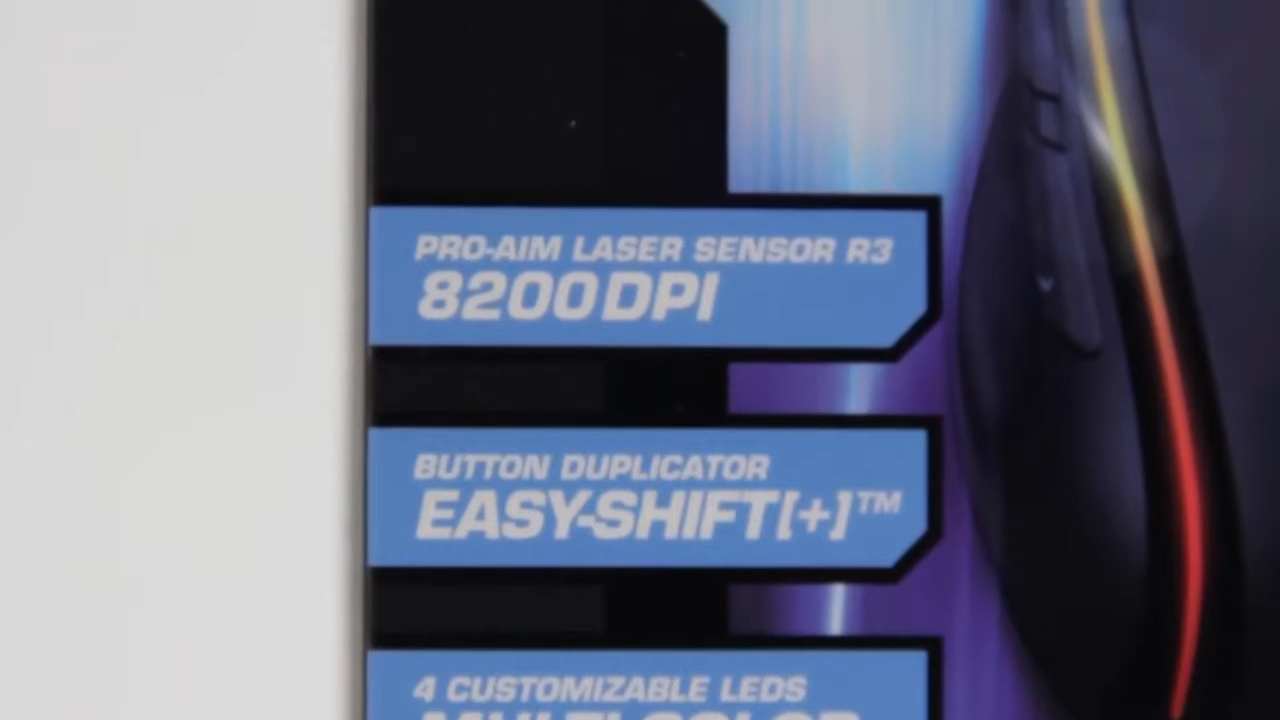 PRO-AIM LASER SENSOR R3
8200DPI
BUTTON DUPLICATOR
EASY-SHIFT[+]™
4 CUSTOMIZABLE LEDS